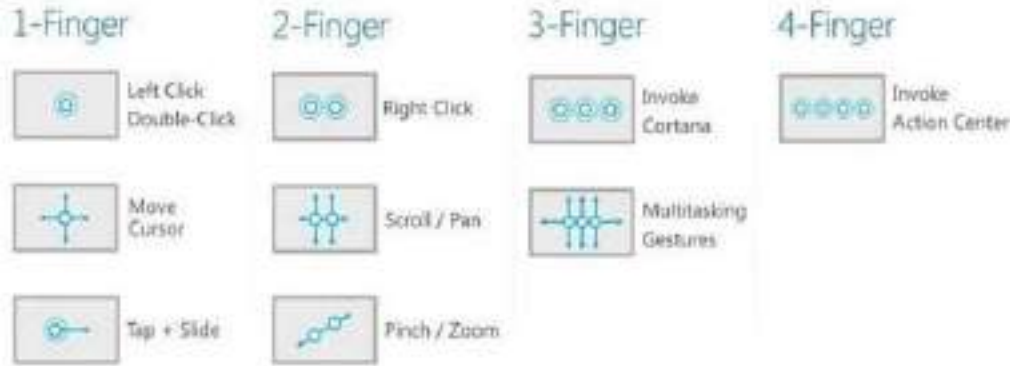 1-Finger
Left Click
Double-Click
Move
Cursor
Tap + Slide
2-Finger
Right Click
Scroll / Pan
Pinch / Zoom
3-Finger
Invoke
Cortana
Multitasking
Gestures
4-Finger
Invoke
Action Center